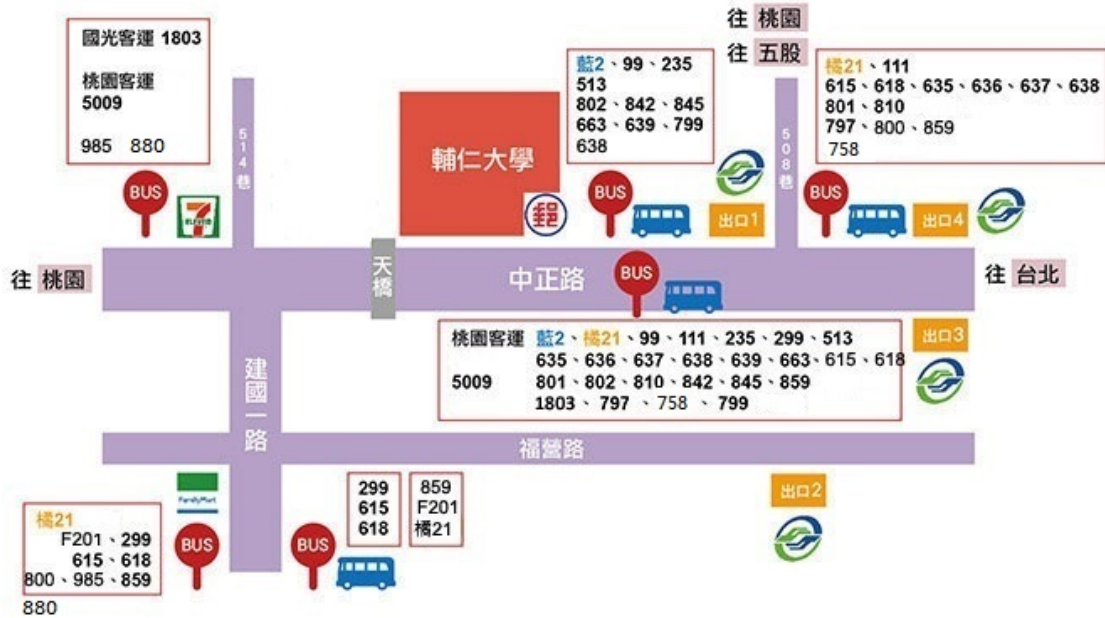 國光客運 1803
桃園客運
5009
985 880
BUS
7
ELEVEN
514巷
輔仁大學
郵
藍2、99、235
513
802、842、845
663、639、799
638
BUS
出口1
往 桃園
往 五股
508巷
橘21、111
615、618、635、636、637、638
801、810
797、800、859
758
BUS
出口4
往 桃園
天橋
中正路
BUS
往 台北
桃園客運 藍2、橘21、99、111、235、299、513
635、636、637、638、639、663、615、618
5009 801、802、810、842、845、859
1803、797、758、799
出口3
建國一路
福營路
FamilyMart
橘21
F201、299
615、618
800、985、859
880
BUS
BUS
299
615
618
859
F201
橘21
出口2